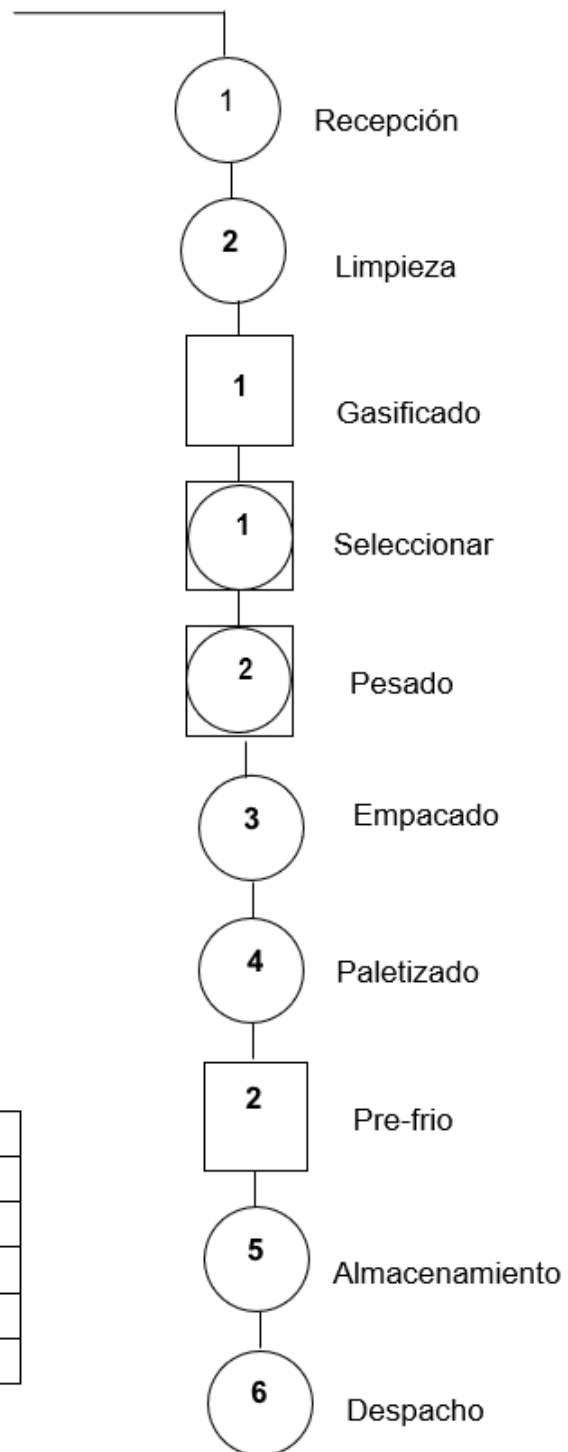 1
Recepción
2
Limpieza
1
Gasificado
1
Seleccionar
2
Pesado
3
Empacado
4
Paletizado
2
Pre-frio
5
Almacenamiento
6
Despacho